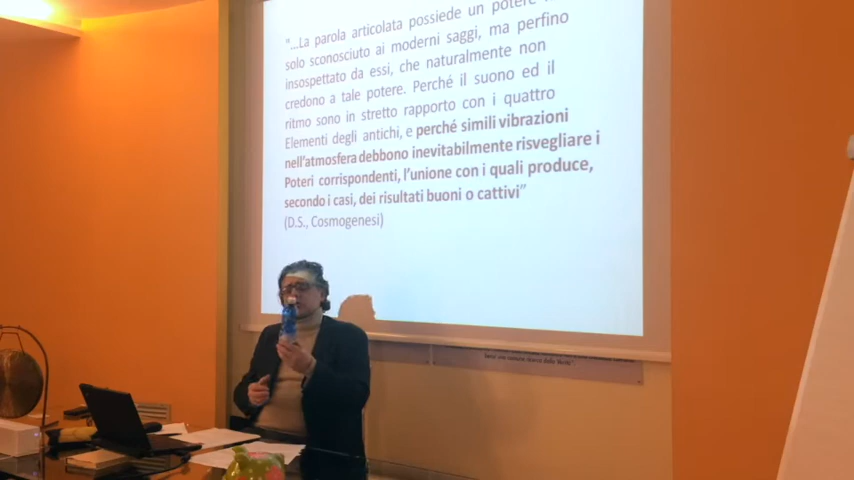 "...La parola articolata possiede un potere
solo sconosciuto ai moderni saggi, ma perfino
insospettato da essi, che naturalmente non
credono a tale potere. Perché il suono ed il
ritmo sono in stretto rapporto con i quattro
Elementi degli antichi, e perché simili vibrazioni
nell'atmosfera debbono inevitabilmente risvegliare i
Poteri corrispondenti, l'unione con i quali produce,
secondo i casi, dei risultati buoni o cattivi"
(D.S., Cosmogenesi)